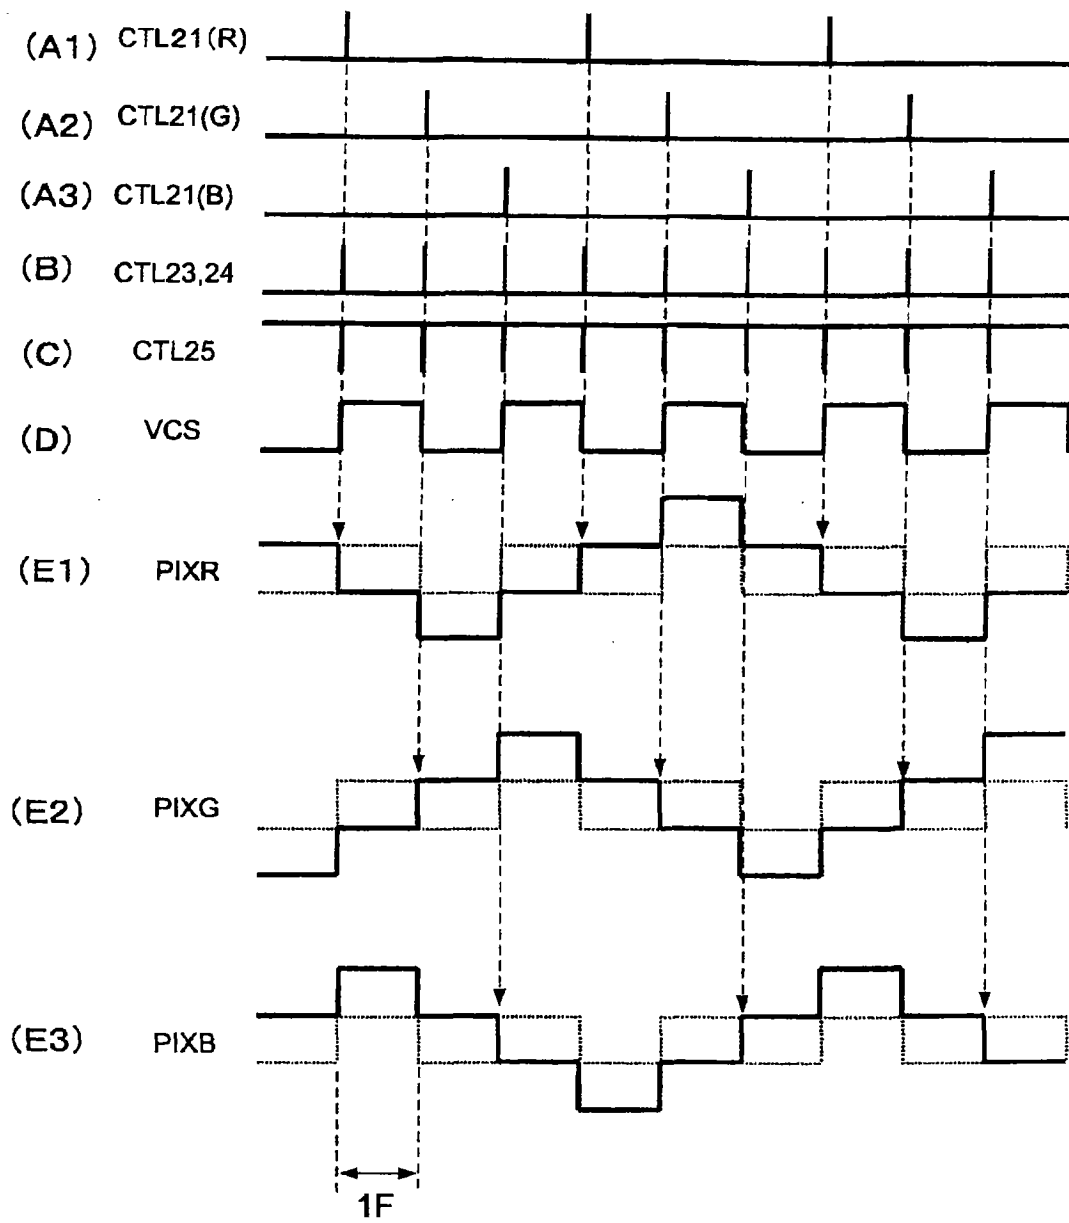 (A1) CTL21(R)
(A2) CTL21(G)
(A3) CTL21(B)
(B) CTL23,24
(C) CTL25
(D) VCS
(E1) PIXR
(E2) PIXG
(E3) PIXB
1F